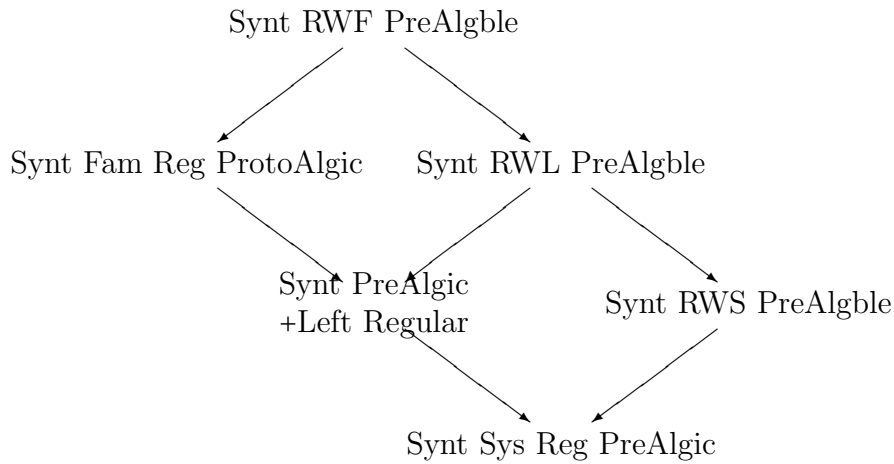 Synt RWF PreAlgble
Synt Fam Reg ProtoAlgic
Synt RWL PreAlgble
Synt PreAlgic
+Left Regular
Synt RWS PreAlgble
Synt Sys Reg PreAlgic